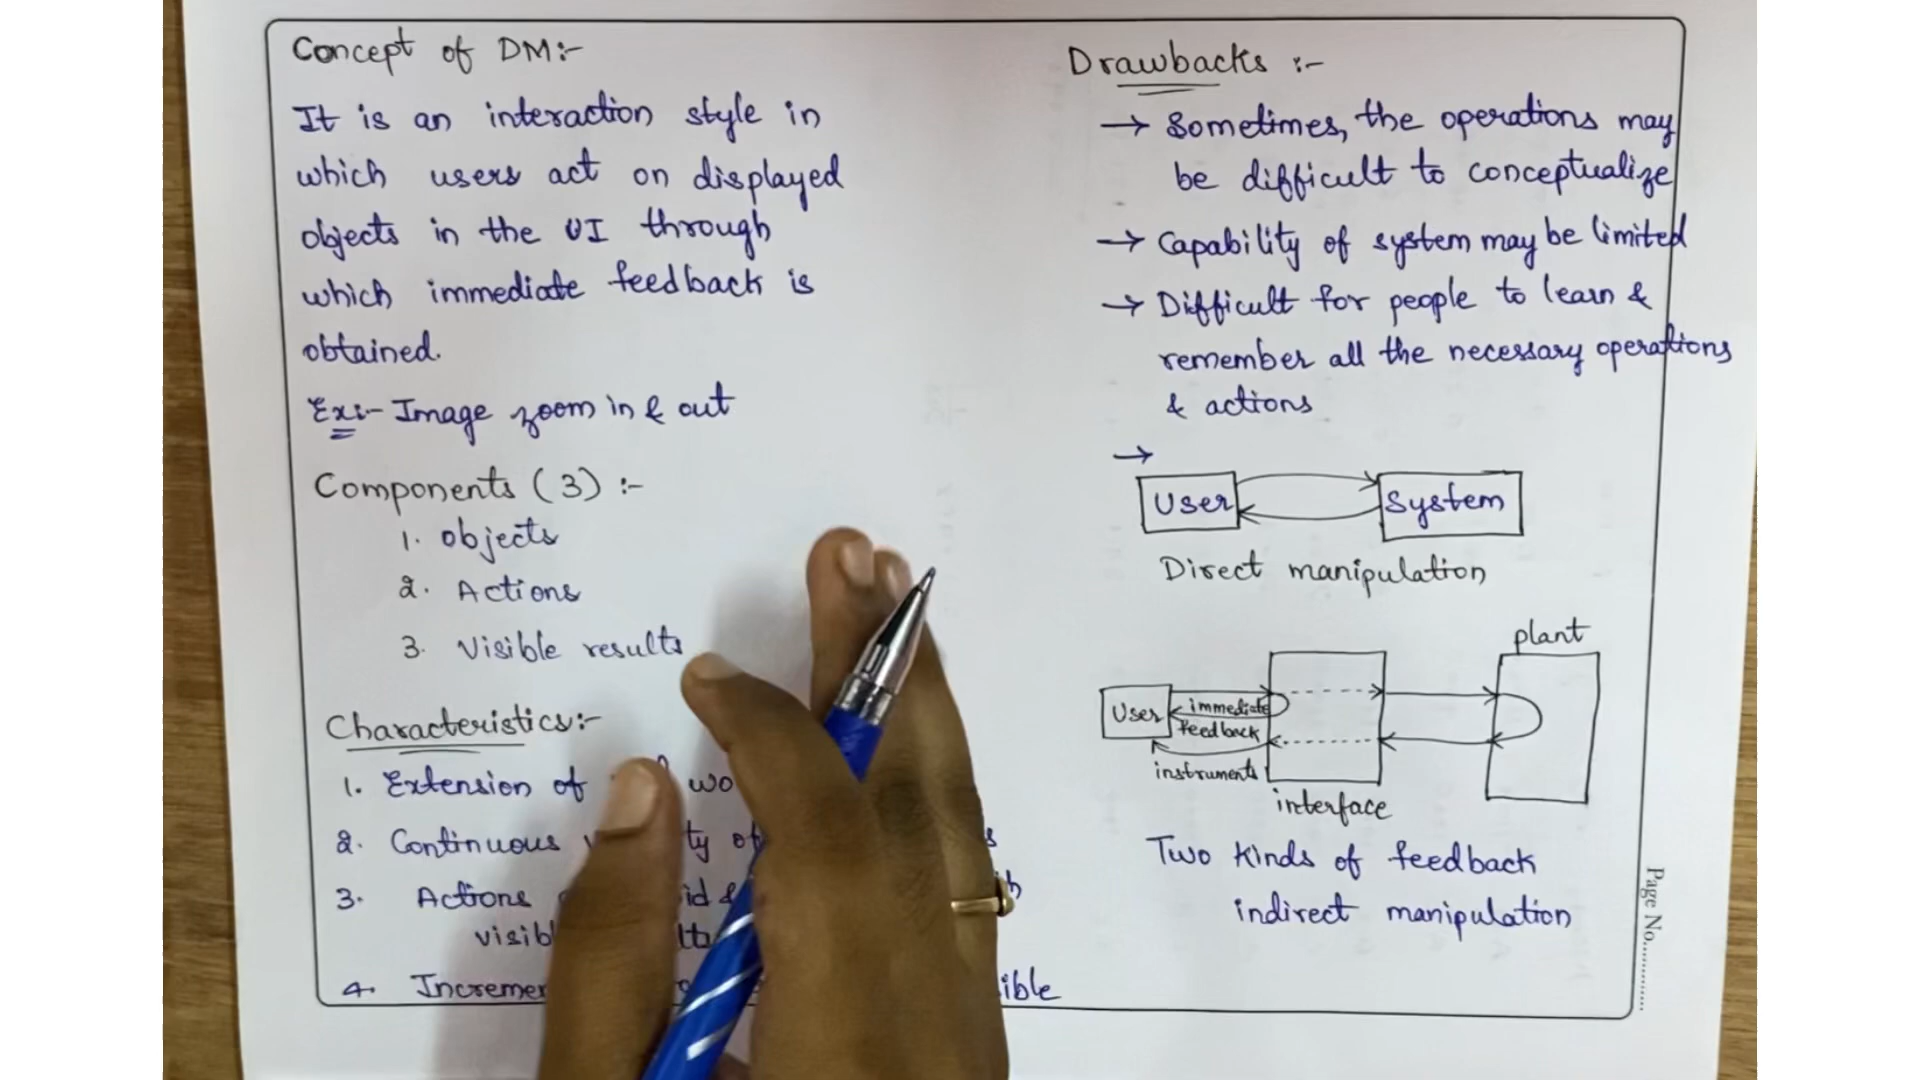 Concept of DM:-
It is an interaction style in
which users act on displayed
objects in the UI through
which immediate feedback is
obtained.
Ex:- Image zoom in & out
Components (3) :-
1. Objects
2. Actions
3. Visible results
Characteristics:-
1. Extension of
2. Continuous of
3. Actions
4.
Drawbacks :-
→ Sometimes, the operations may
be difficult to conceptualize
→ Capability of system may be limited
→ Difficult for people to learn &
remember all the necessary operations
& actions
→
User System
Direct manipulation
plant
User immediate
feedback
instruments
interface
Two kinds of feedback
indirect manipulation
Page No.............